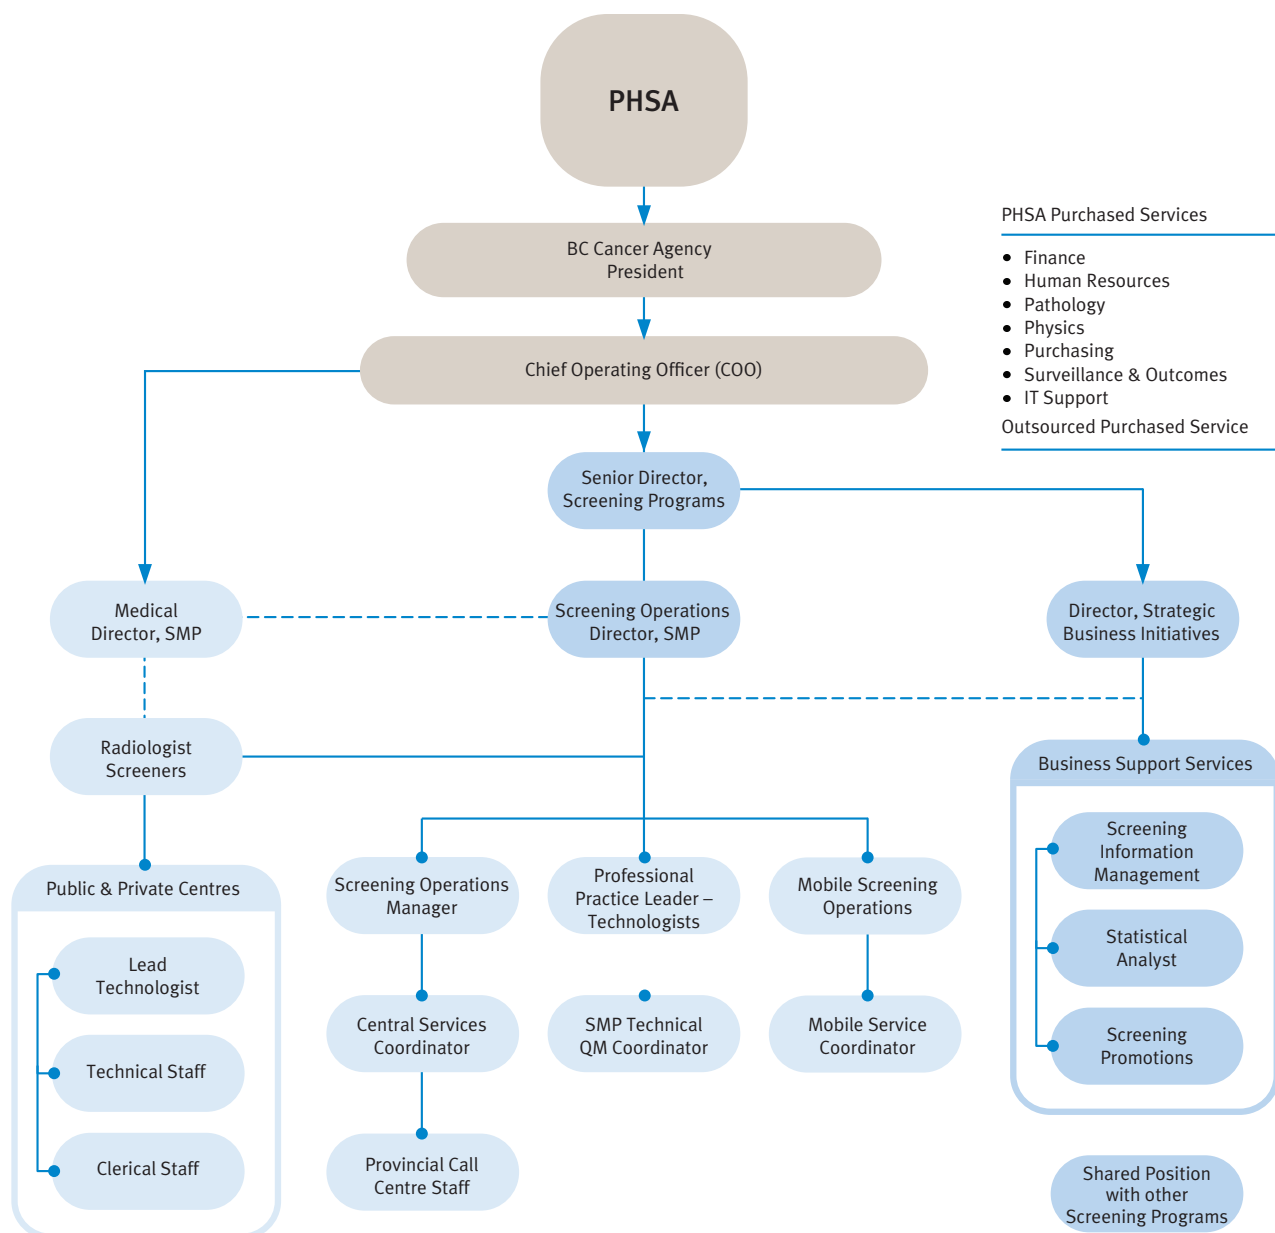 PHSA
BC Cancer Agency
President
Chief Operating Officer (COO)
PHSA Purchased Services
• Finance
• Human Resources
• Pathology
• Physics
• Purchasing
• Surveillance & Outcomes
• IT Support
Outsourced Purchased Service
Senior Director,
Screening Programs
Medical
Director, SMP
Screening Operations
Director, SMP
Director, Strategic
Business Initiatives
Radiologist
Screeners
Business Support Services
Screening
Information
Management
Statistical
Analyst
Screening
Promotions
Public & Private Centres
Lead
Technologist
Technical Staff
Clerical Staff
Screening Operations
Manager
Professional
Practice Leader –
Technologists
Mobile Screening
Operations
Central Services
Coordinator
SMP Technical
QM Coordinator
Mobile Service
Coordinator
Provincial Call
Centre Staff
Shared Position
with other
Screening Programs